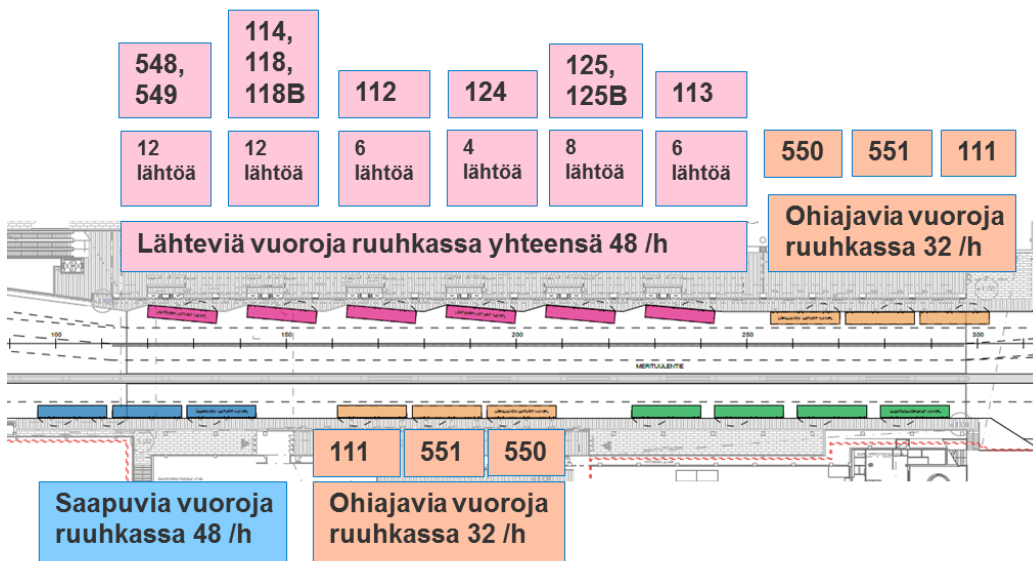 548,
549
114,
118,
118B
112
124
125,
125B
113
12
lähtöä
12
lähtöä
6
lähtöä
4
lähtöä
8
lähtöä
6
lähtöä
550
551
111
Lähteviä vuoroja ruuhkassa yhteensä 48 /h
Ohiajavia vuoroja
ruuhkassa 32 /h
100
150
200
250
300
MERITUULENTIE
111
551
550
Saapuvia vuoroja
ruuhkassa 48 /h
Ohiajavia vuoroja
ruuhkassa 32 /h